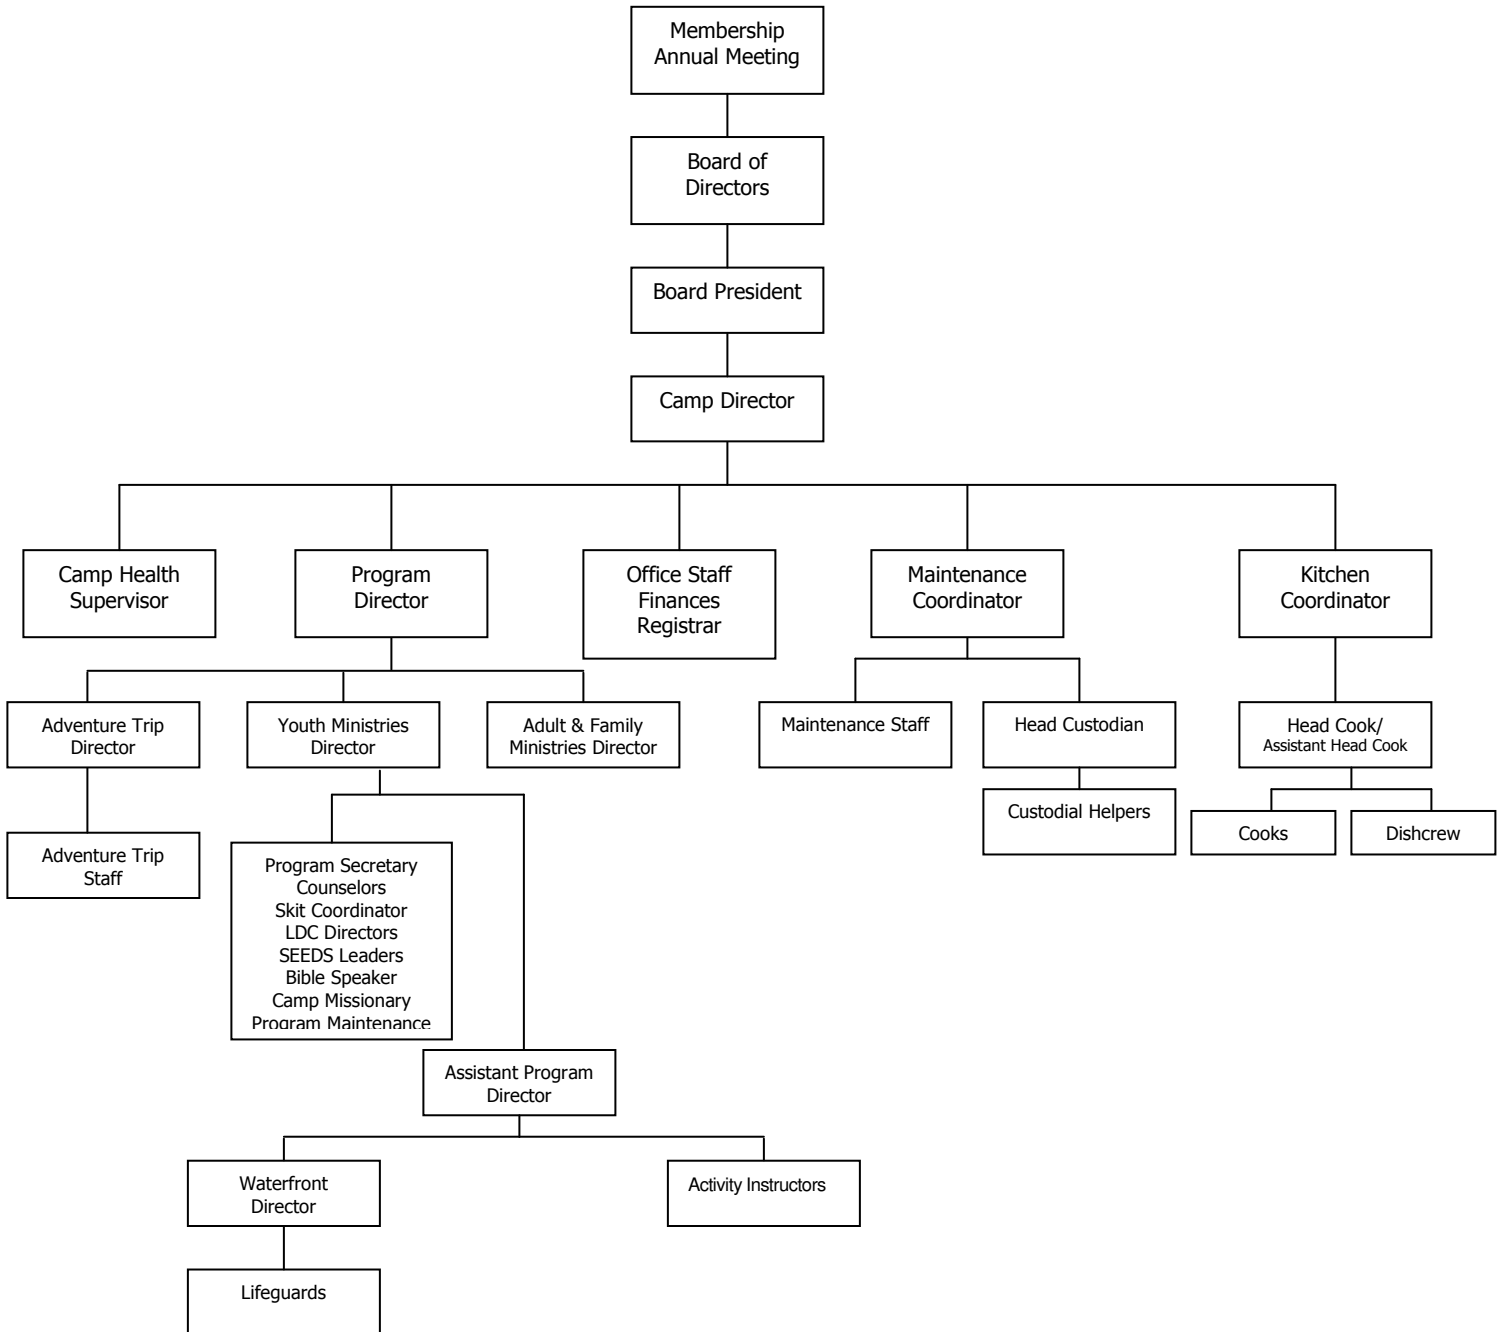 Membership
Annual Meeting
Board of
Directors
Board President
Camp Director
Camp Health
Supervisor
Program
Director
Office Staff
Finances
Registrar
Maintenance
Coordinator
Kitchen
Coordinator
Adventure Trip
Director
Youth Ministries
Director
Adult & Family
Ministries Director
Maintenance Staff
Head Custodian
Head Cook/
Assistant Head Cook
Custodial Helpers
Cooks
Dishcrew
Adventure Trip
Staff
Program Secretary
Counselors
Skit Coordinator
LDC Directors
SEEDS Leaders
Bible Speaker
Camp Missionary
Program Maintenance
Assistant Program
Director
Waterfront
Director
Activity Instructors
Lifeguards